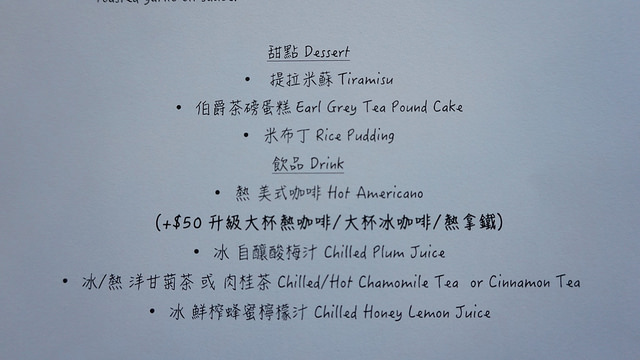 甜點 Dessert
• 提拉米蘇 Tiramisu
• 伯爵茶磅蛋糕 Earl Grey Tea Pound Cake
• 米布丁 Rice Pudding
飲品 Drink
• 熱 美式咖啡 Hot Americano
(+$50 升級大杯熱咖啡/大杯冰咖啡/熱拿鐵)
• 冰 自釀酸梅汁 Chilled Plum Juice
• 冰/熱 洋甘菊茶 或 肉桂茶 Chilled/Hot Chamomile Tea or Cinnamon Tea
• 冰 鮮榨蜂蜜檸檬汁 Chilled Honey Lemon Juice